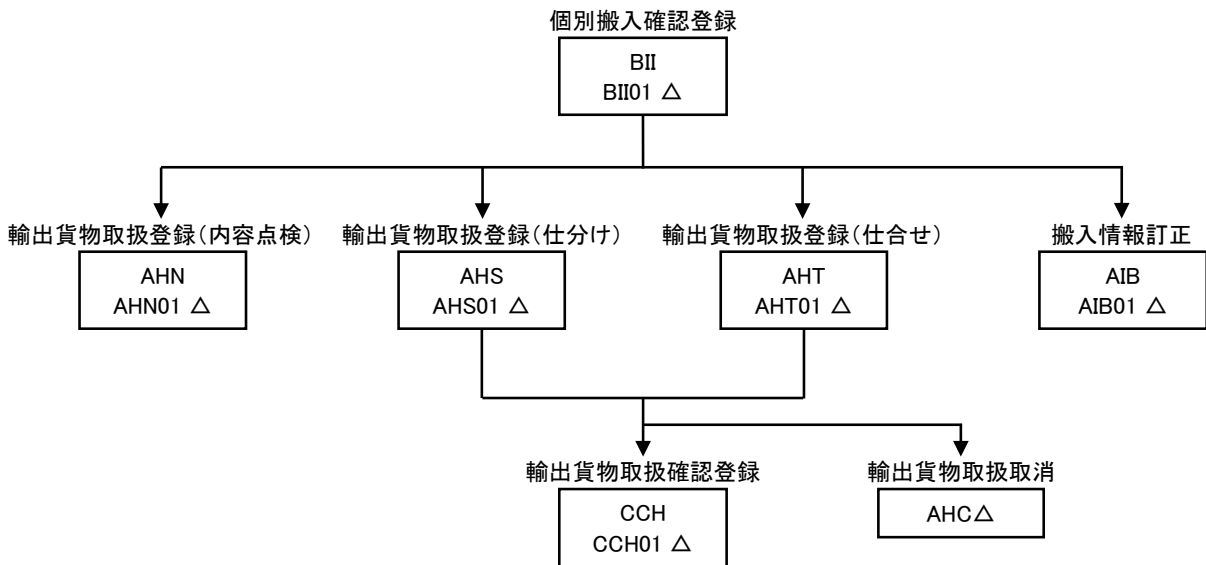 個別搬入確認登録
BII
BII01 △
輸出貨物取扱登録(内容点検)
AHN
AHN01 △
輸出貨物取扱登録(仕分け)
AHS
AHS01 △
輸出貨物取扱登録(仕合せ)
AHT
AHT01 △
搬入情報訂正
AIB
AIB01 △
輸出貨物取扱確認登録
CCH
CCH01 △
輸出貨物取扱取消
AHC△